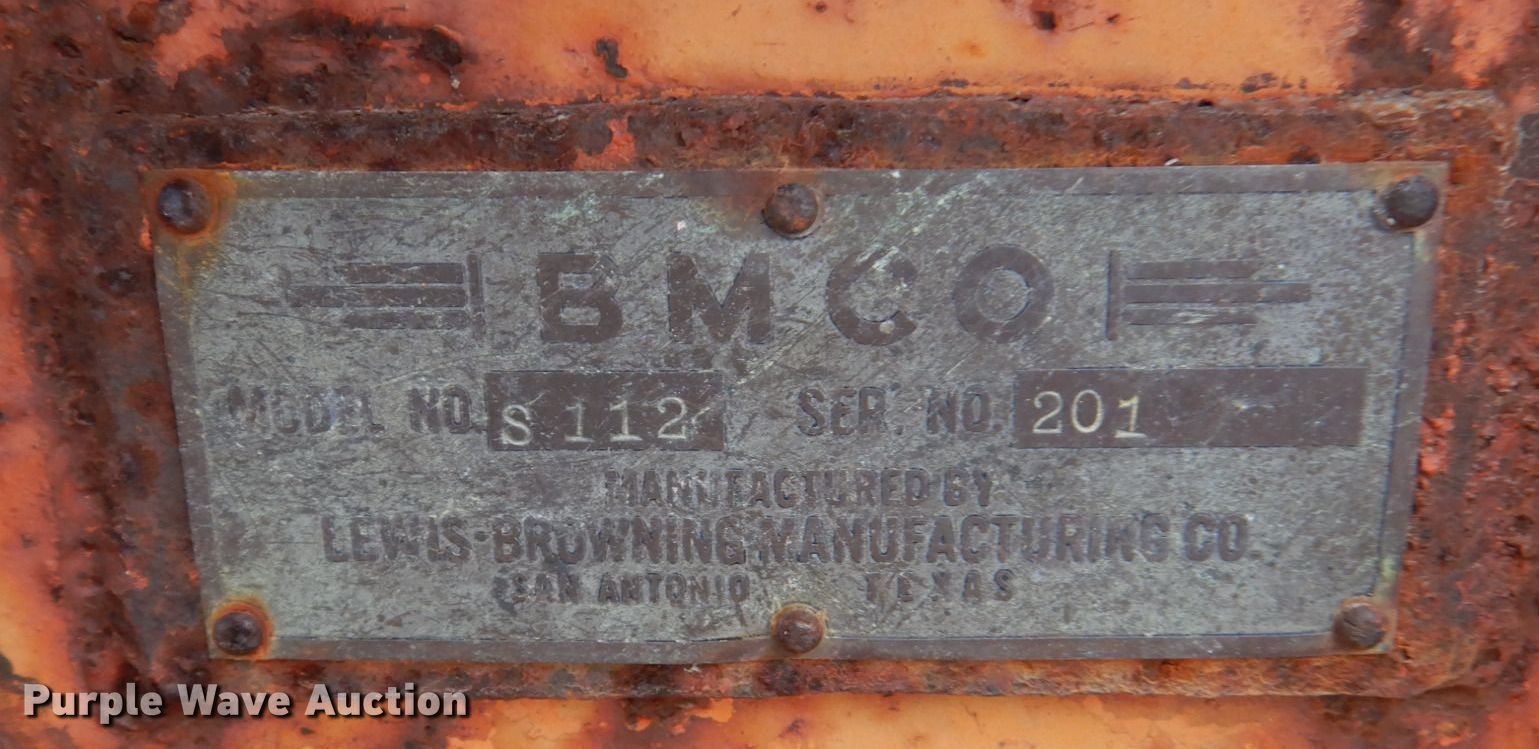 BMCO
MODEL NO. S 112 SER. NO. 201
MANUFACTURED BY
LEWIS-BROWNING MANUFACTURING CO
SAN ANTONIO TEXAS
Purple Wave Auction